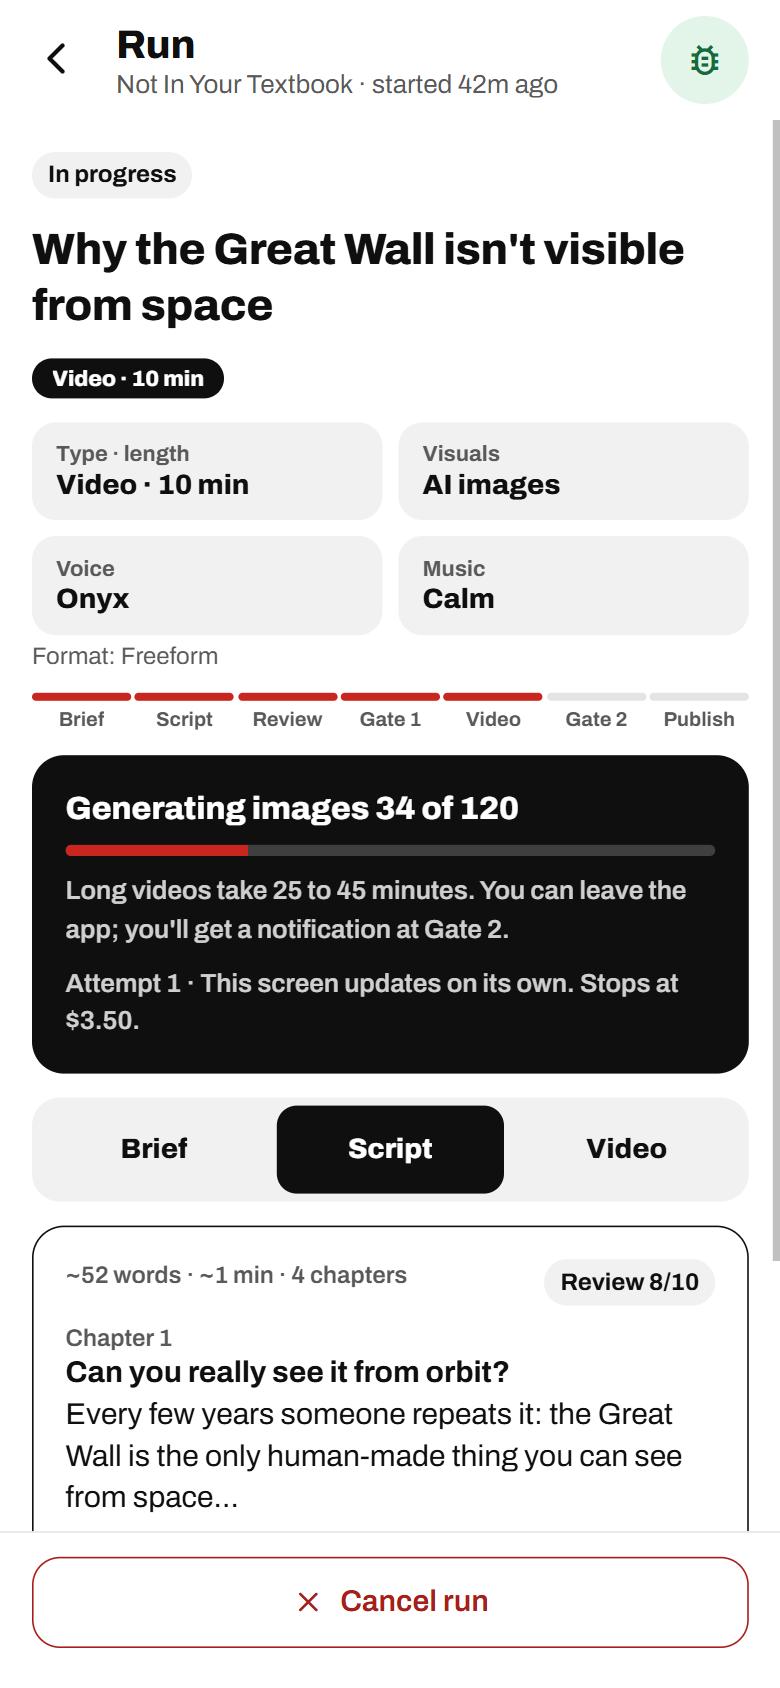 Run
Not In Your Textbook · started 42m ago
In progress
Why the Great Wall isn't visible
from space
Video · 10 min
Type · length
Video · 10 min
Visuals
AI images
Voice
Onyx
Music
Calm
Format: Freeform
Brief
Script
Review
Gate 1
Video
Gate 2
Publish
Generating images 34 of 120
Long videos take 25 to 45 minutes. You can leave the
app; you'll get a notification at Gate 2.
Attempt 1 · This screen updates on its own. Stops at
$3.50.
Brief
Script
Video
~52 words · ~1 min · 4 chapters
Review 8/10
Chapter 1
Can you really see it from orbit?
Every few years someone repeats it: the Great
Wall is the only human-made thing you can see
from space...
Cancel run